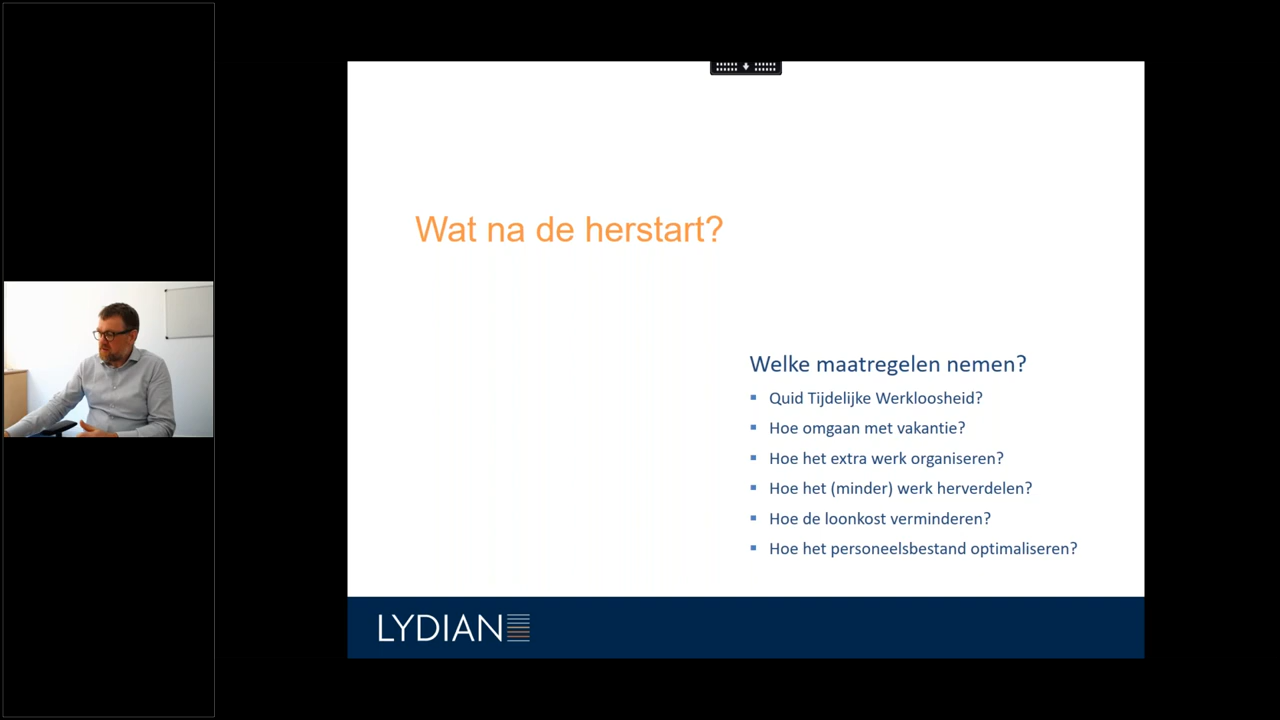 Wat na de herstart?
Welke maatregelen nemen?
Quid Tijdelijke Werkloosheid?
Hoe omgaan met vakantie?
Hoe het extra werk organiseren?
Hoe het (minder) werk herverdelen?
Hoe de loonkost verminderen?
Hoe het personeelsbestand optimaliseren?
LYDIAN